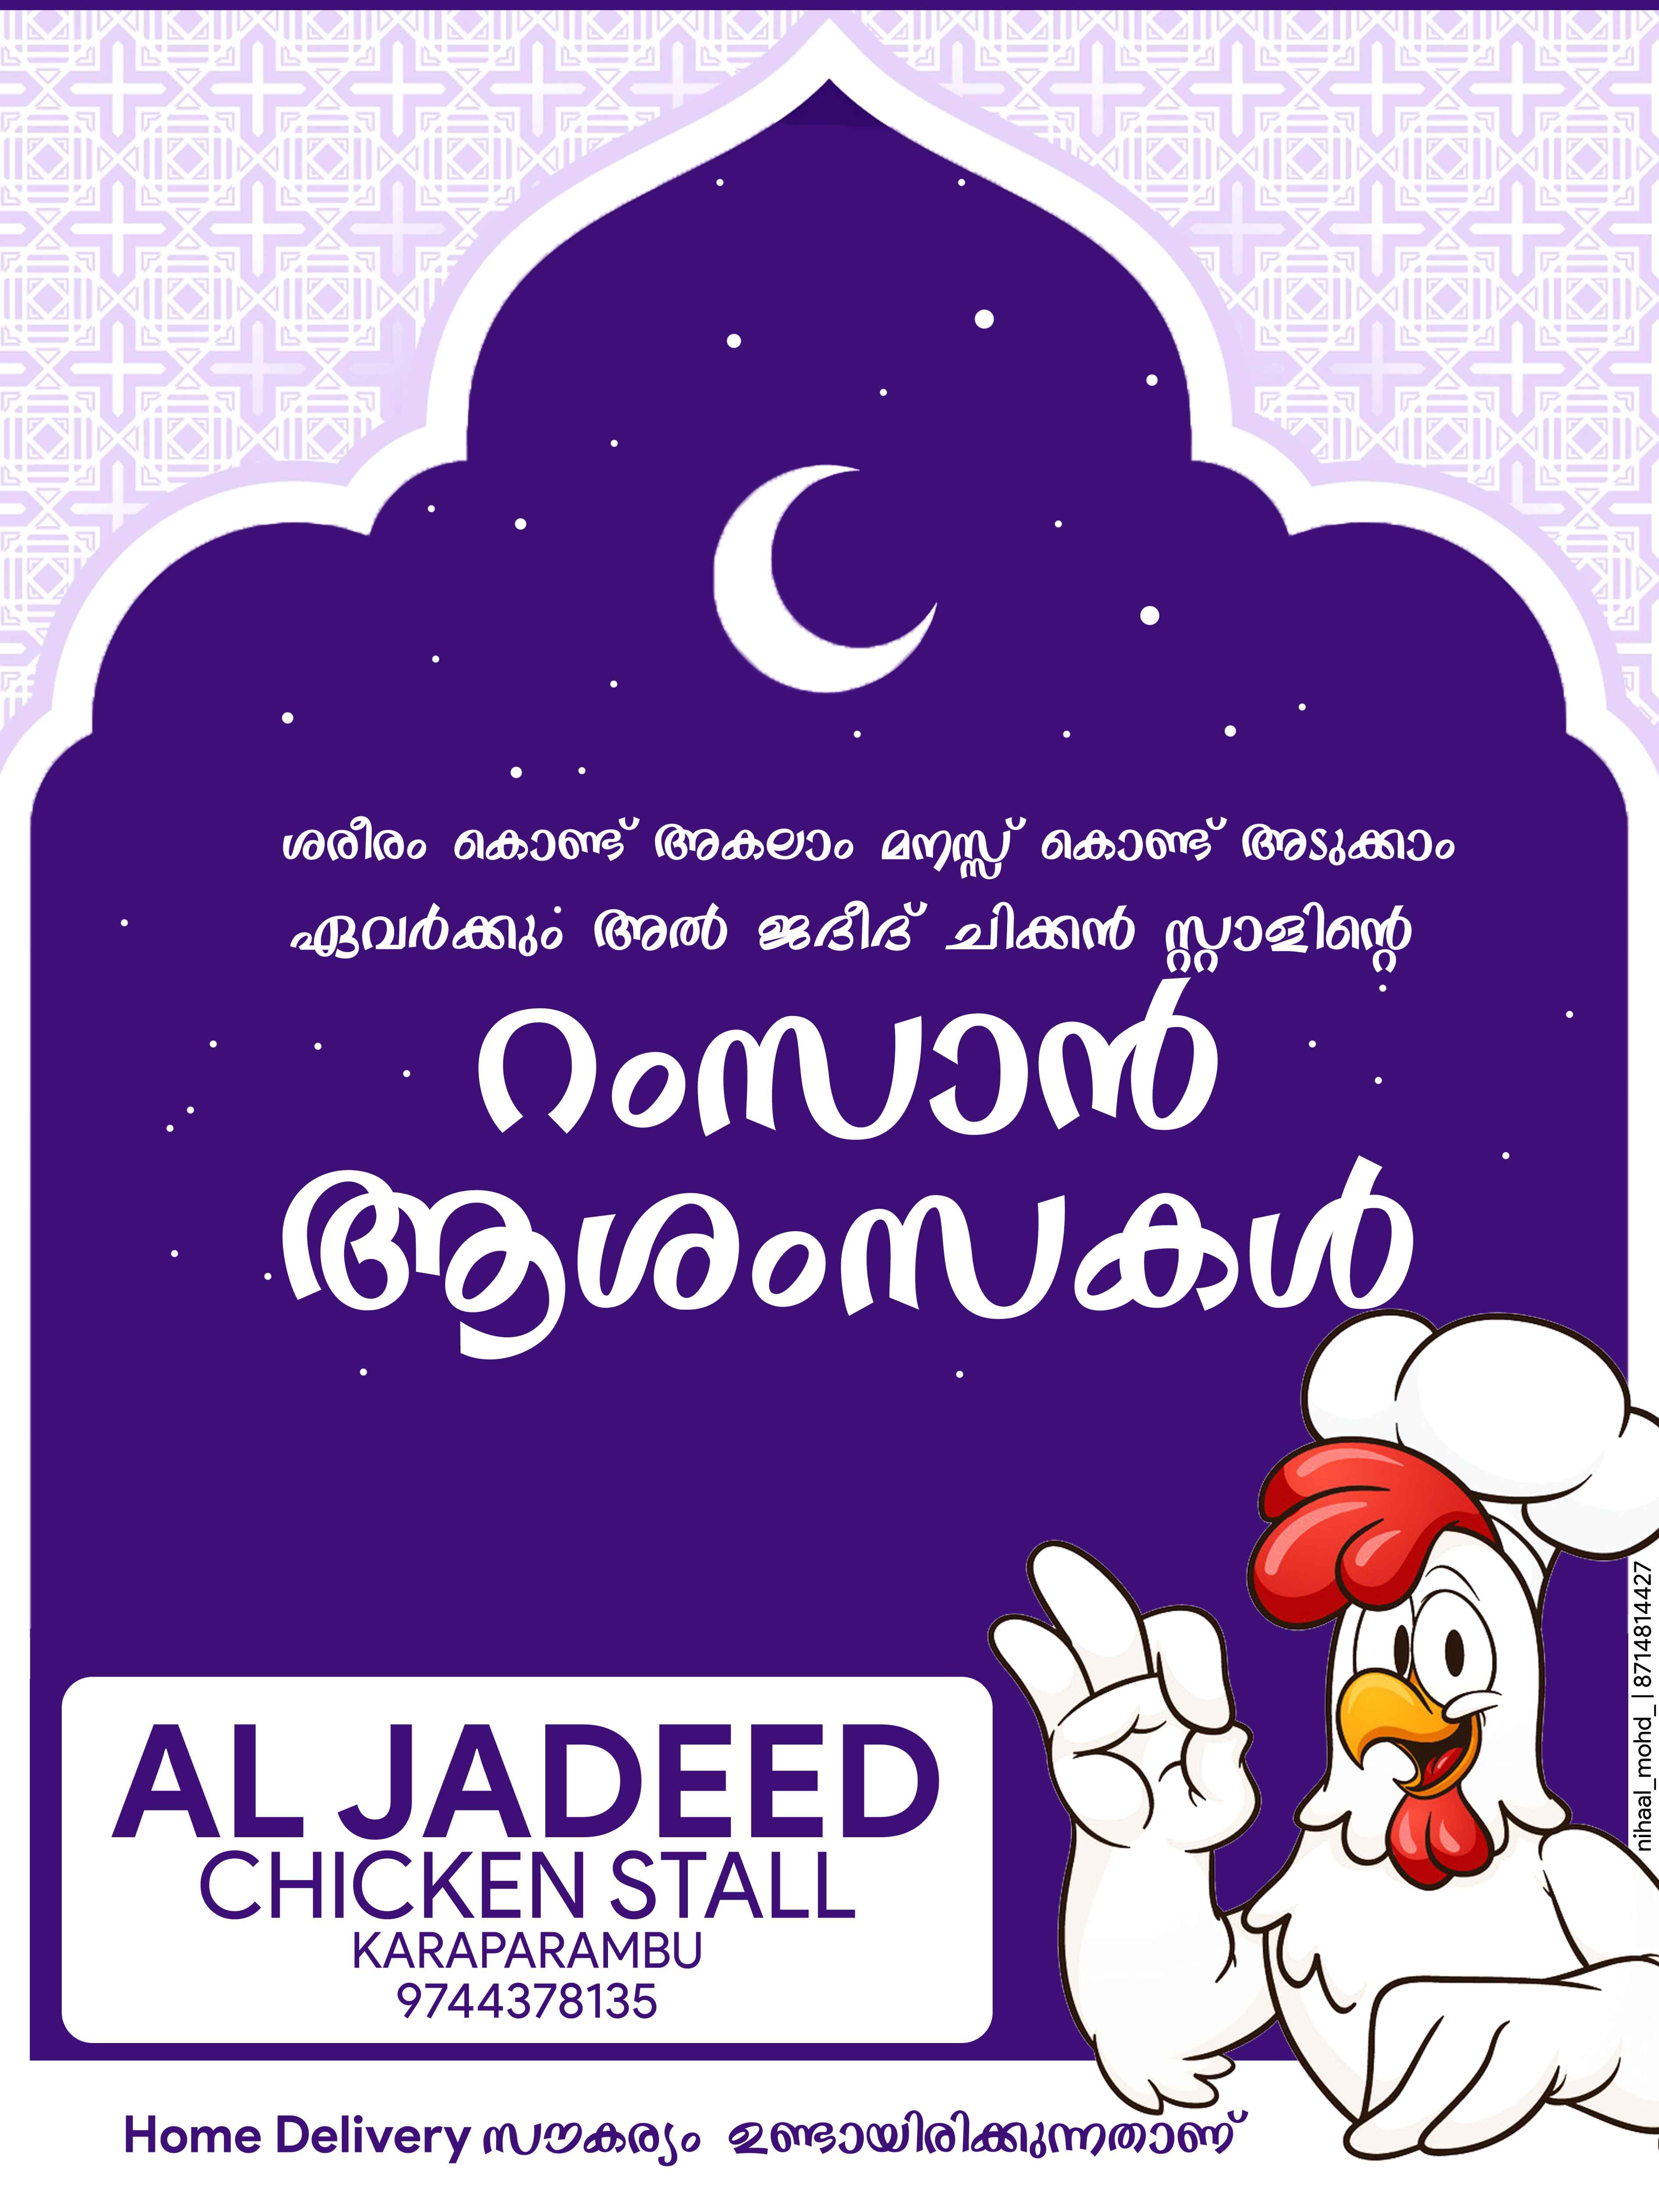 ശരീരം കൊണ്ട് അകലാം മനസ്സ് കൊണ്ട് അടുക്കാം
ഏവർക്കും അൽ ജദീദ് ചിക്കൻ സ്റ്റാളിന്റെ
റംസാൻ
ആശംസകൾ
AL JADEED
CHICKEN STALL
KARAPARAMBU
9744378135
Home Delivery സൗകര്യം ഉണ്ടായിരിക്കുന്നതാണ്
nihaal_mohd_ | 8714814427